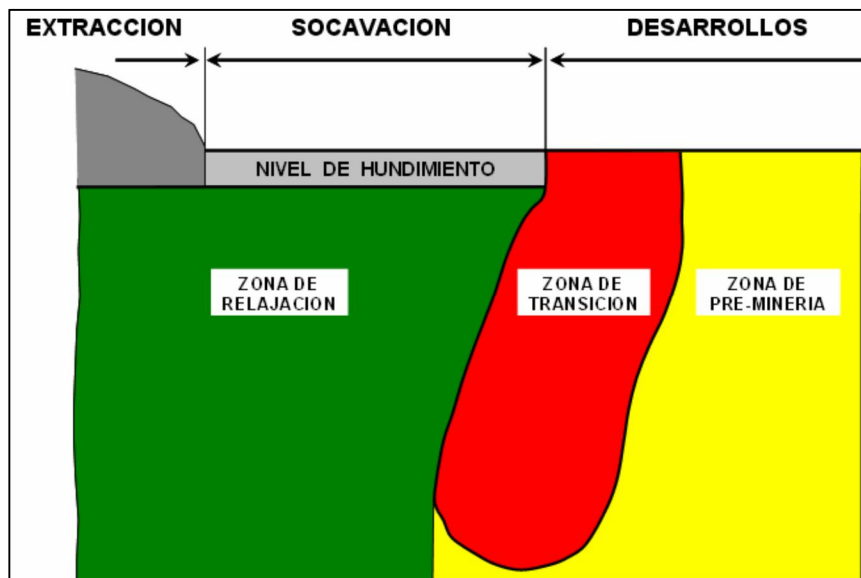 EXTRACCION
SOCAVACION
DESARROLLOS
NIVEL DE HUNDIMIENTO
ZONA DE
RELAJACION
ZONA DE
TRANSICION
ZONA DE
PRE-MINERIA